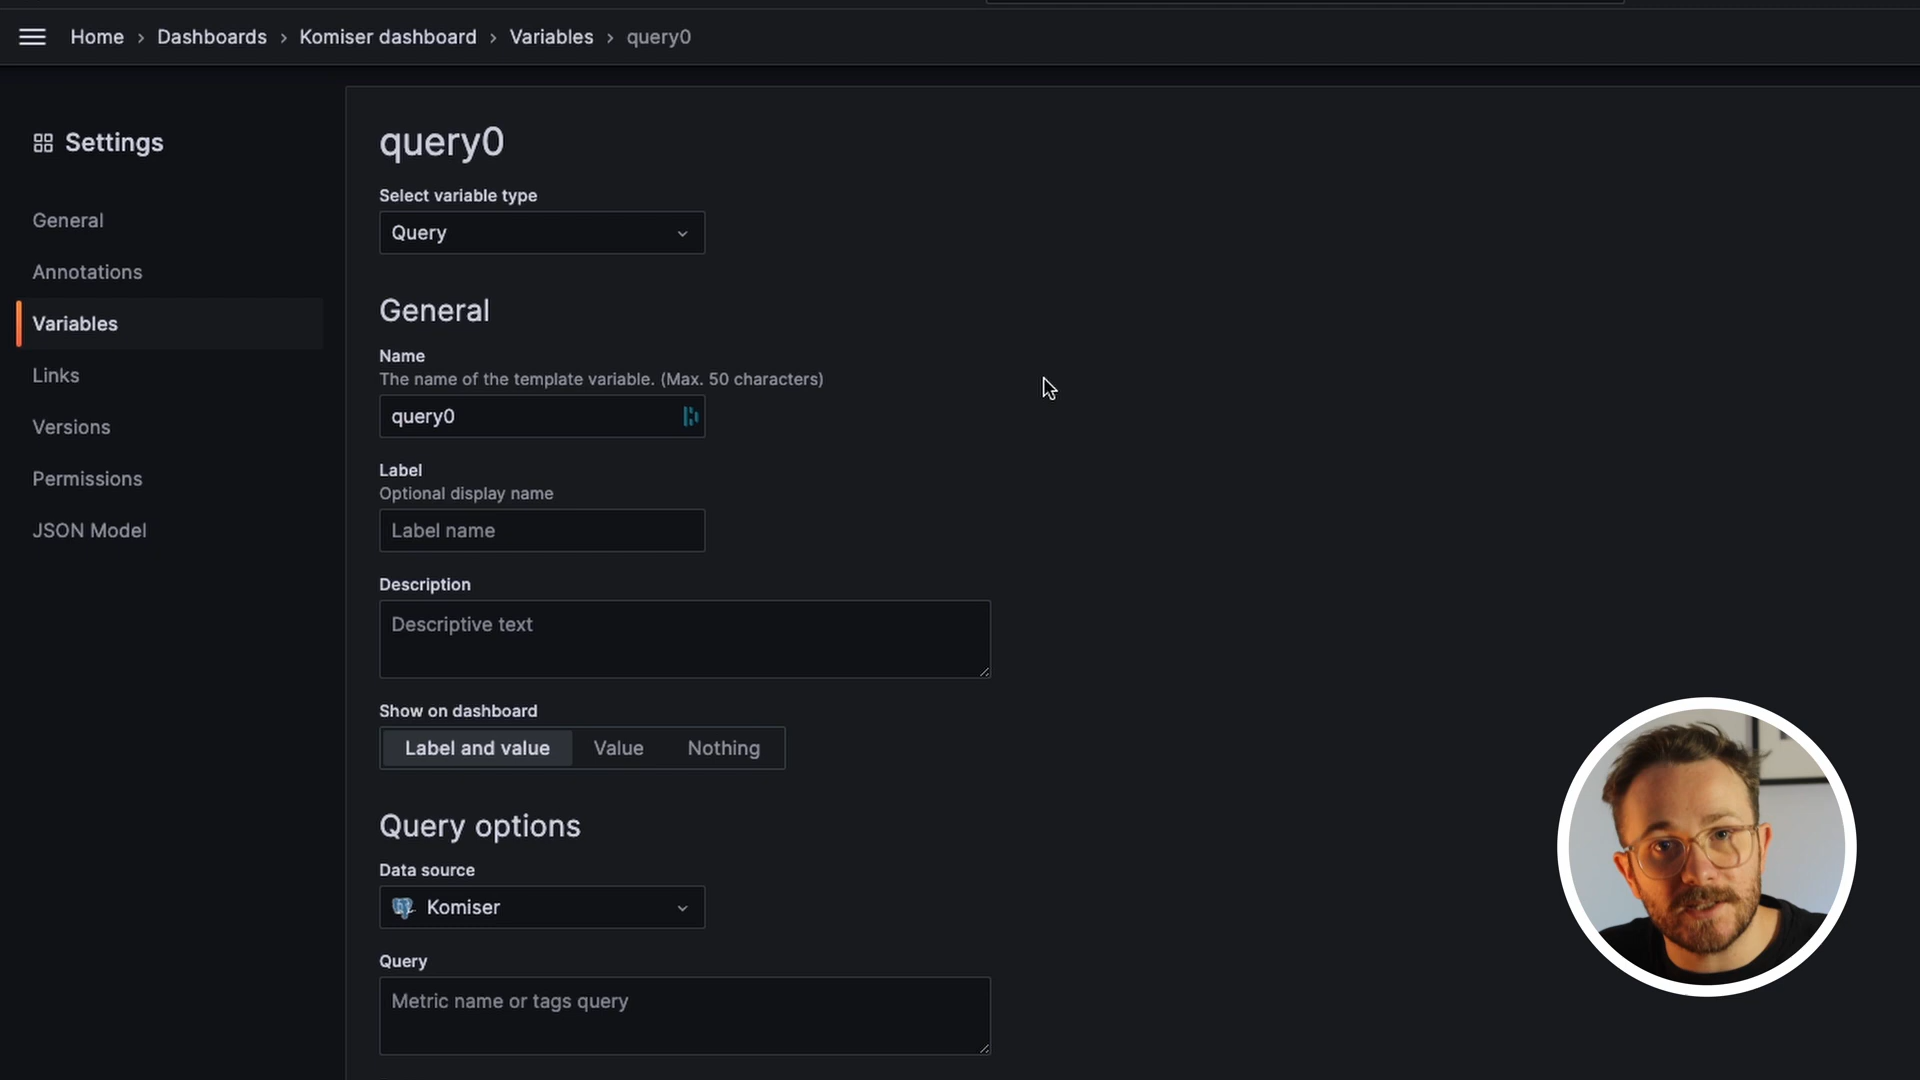 Home › Dashboards › Komiser dashboard › Variables › query0
Settings
General
Annotations
Variables
Links
Versions
Permissions
JSON Model
query0
Select variable type
Query
General
Name
The name of the template variable. (Max. 50 characters)
query0
Label
Optional display name
Label name
Description
Descriptive text
Show on dashboard
Label and value Value Nothing
Query options
Data source
Komiser
Query
Metric name or tags query